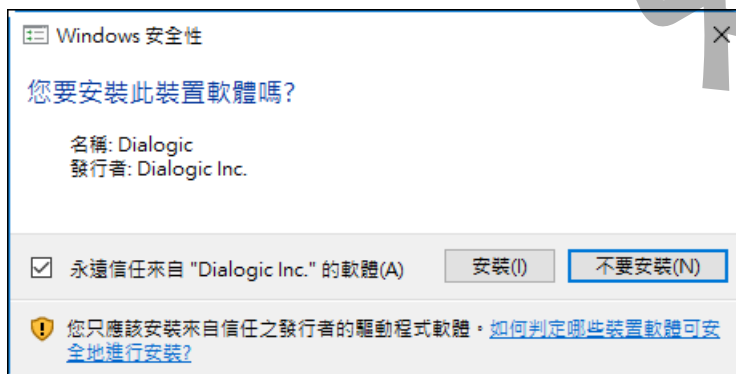 Windows 安全性
您要安裝此裝置軟體嗎?
名稱: Dialogic
發行者: Dialogic Inc.
永遠信任來自 "Dialogic Inc." 的軟體(A)
安裝(I)
不要安裝(N)
您只應該安裝來自信任之發行者的驅動程式軟體。如何判定哪些裝置軟體可安
全地進行安裝?